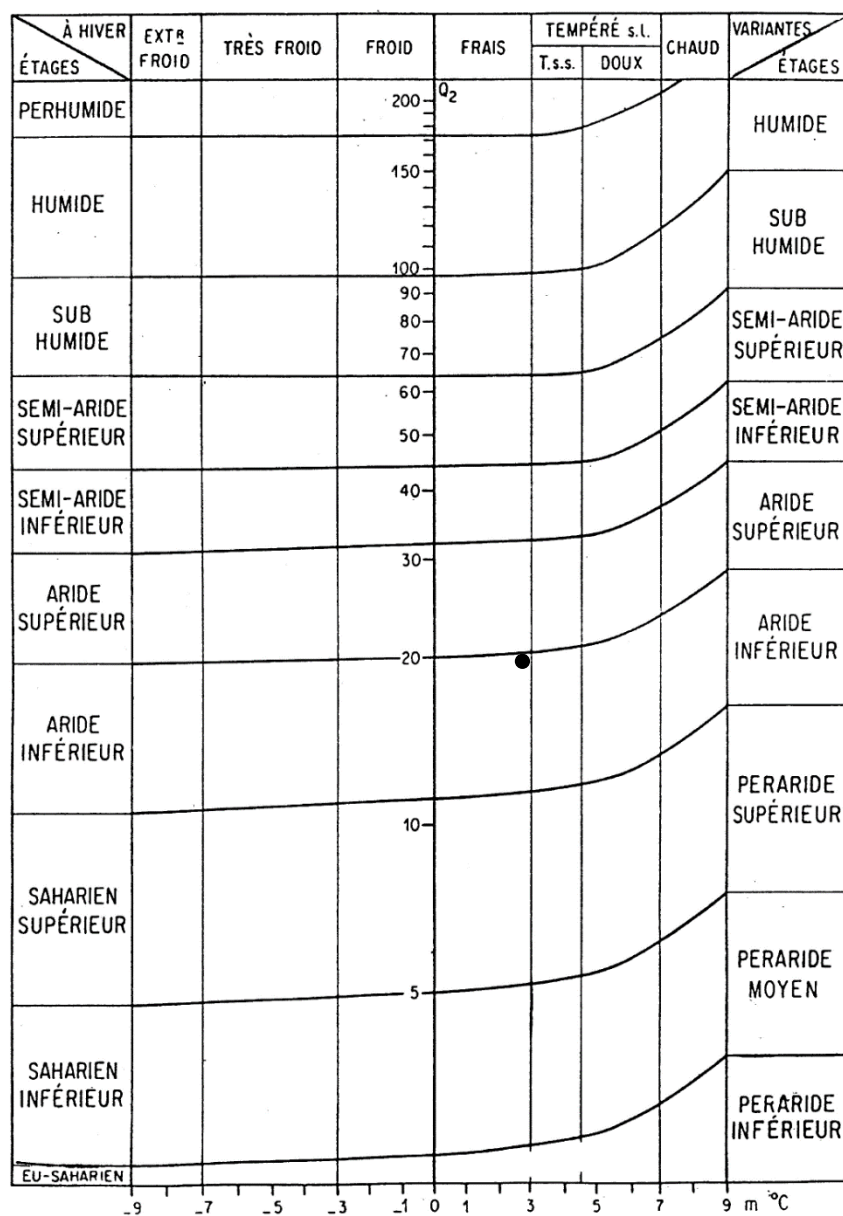 À HIVER
ÉTAGES
EXTR FROID
TRÈS FROID
FROID
FRAIS
TEMPÉRÉ s.l.
T.s.s.
DOUX
CHAUD
VARIANTES
ÉTAGES
PERHUMIDE
HUMIDE
SUB
HUMIDE
SEMI-ARIDE
SUPÉRIEUR
SEMI-ARIDE
INFÉRIEUR
ARIDE
SUPÉRIEUR
ARIDE
INFÉRIEUR
SAHARIEN
SUPÉRIEUR
SAHARIEN
INFÉRIEUR
EU-SAHARIEN
Q2
200
150
100
90
80
70
60
50
40
30
20
10
5
HUMIDE
SUB
HUMIDE
SEMI-ARIDE
SUPÉRIEUR
SEMI-ARIDE
INFÉRIEUR
ARIDE
SUPÉRIEUR
ARIDE
INFÉRIEUR
PERARIDE
SUPÉRIEUR
PERARIDE
MOYEN
PERARIDE
INFÉRIEUR
-9 -7 -5 -3 -1 0 1 3 5 7 9 m °C